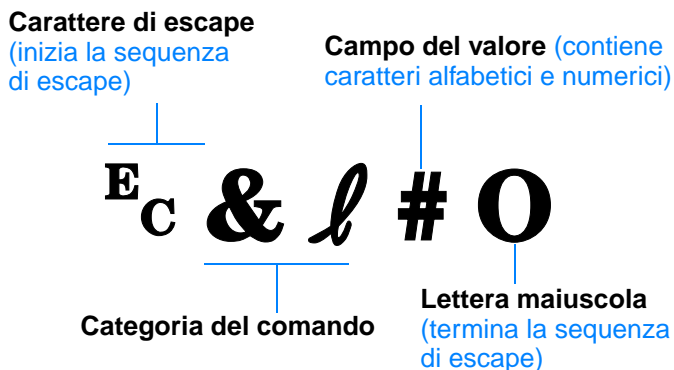 Carattere di escape
(inizia la sequenza
di escape)
Campo del valore (contiene
caratteri alfabetici e numerici)
EC & ℓ # O
Categoria del comando
Lettera maiuscola
(termina la sequenza
di escape)